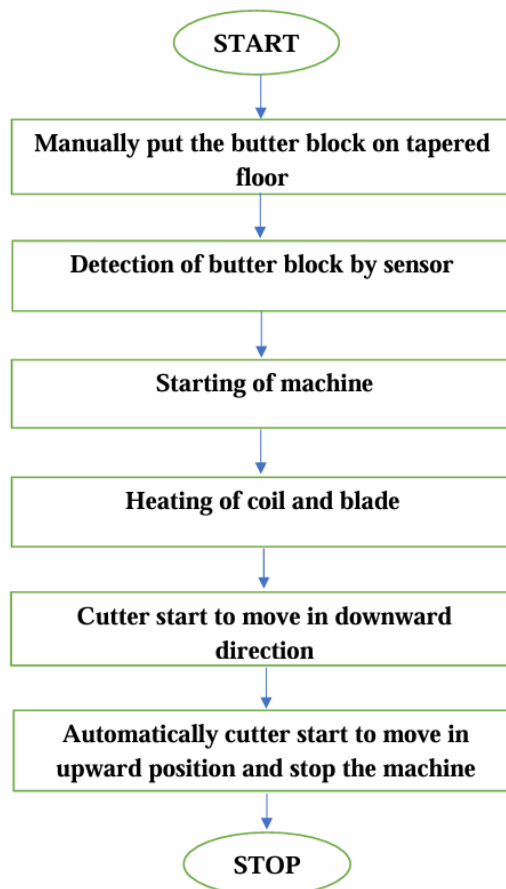 START
Manually put the butter block on tapered
floor
Detection of butter block by sensor
Starting of machine
Heating of coil and blade
Cutter start to move in downward
direction
Automatically cutter start to move in
upward position and stop the machine
STOP